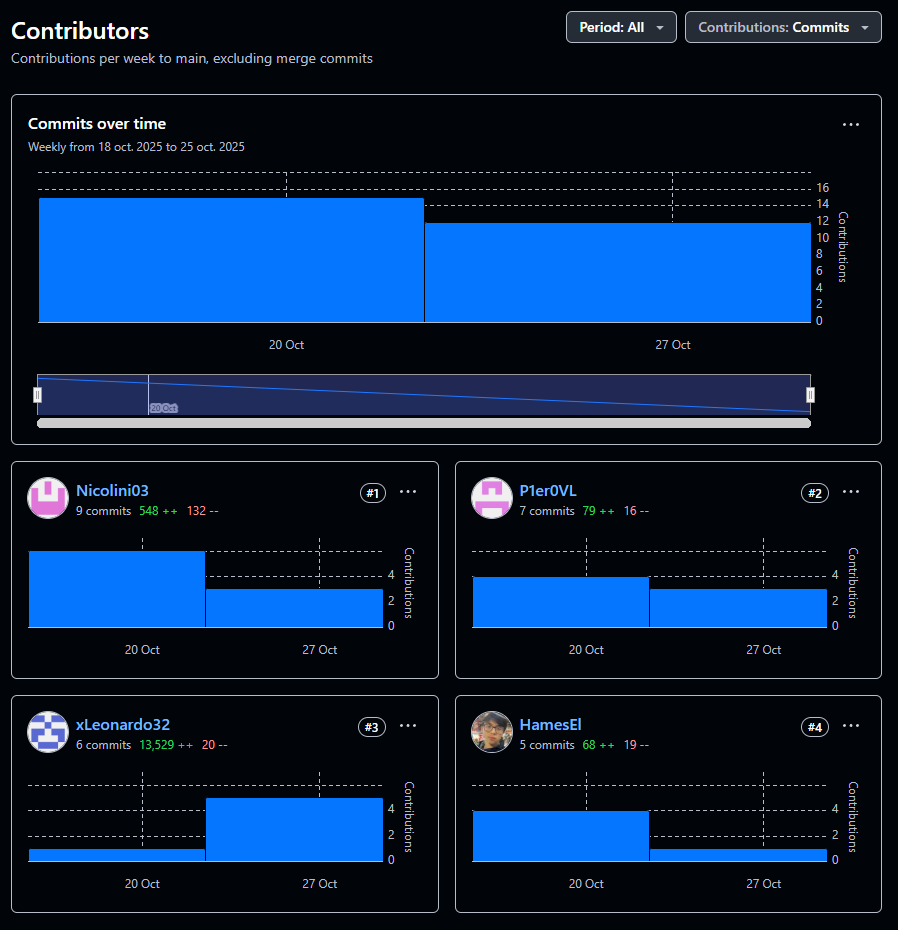 Contributors
Period: All
Contributions: Commits
Contributions per week to main, excluding merge commits
Commits over time
Weekly from 18 oct. 2025 to 25 oct. 2025
16
14
12
10
8
6
4
2
0
Contributions
20 Oct
27 Oct
20 Oct
Nicolini03
#1
9 commits 548 ++ 132 --
4
2
0
Contributions
20 Oct
27 Oct
P1er0VL
#2
7 commits 79 ++ 16 --
4
2
0
Contributions
20 Oct
27 Oct
xLeonardo32
#3
6 commits 13,529 ++ 20 --
4
2
0
Contributions
20 Oct
27 Oct
HamesEl
#4
5 commits 68 ++ 19 --
4
2
0
Contributions
20 Oct
27 Oct